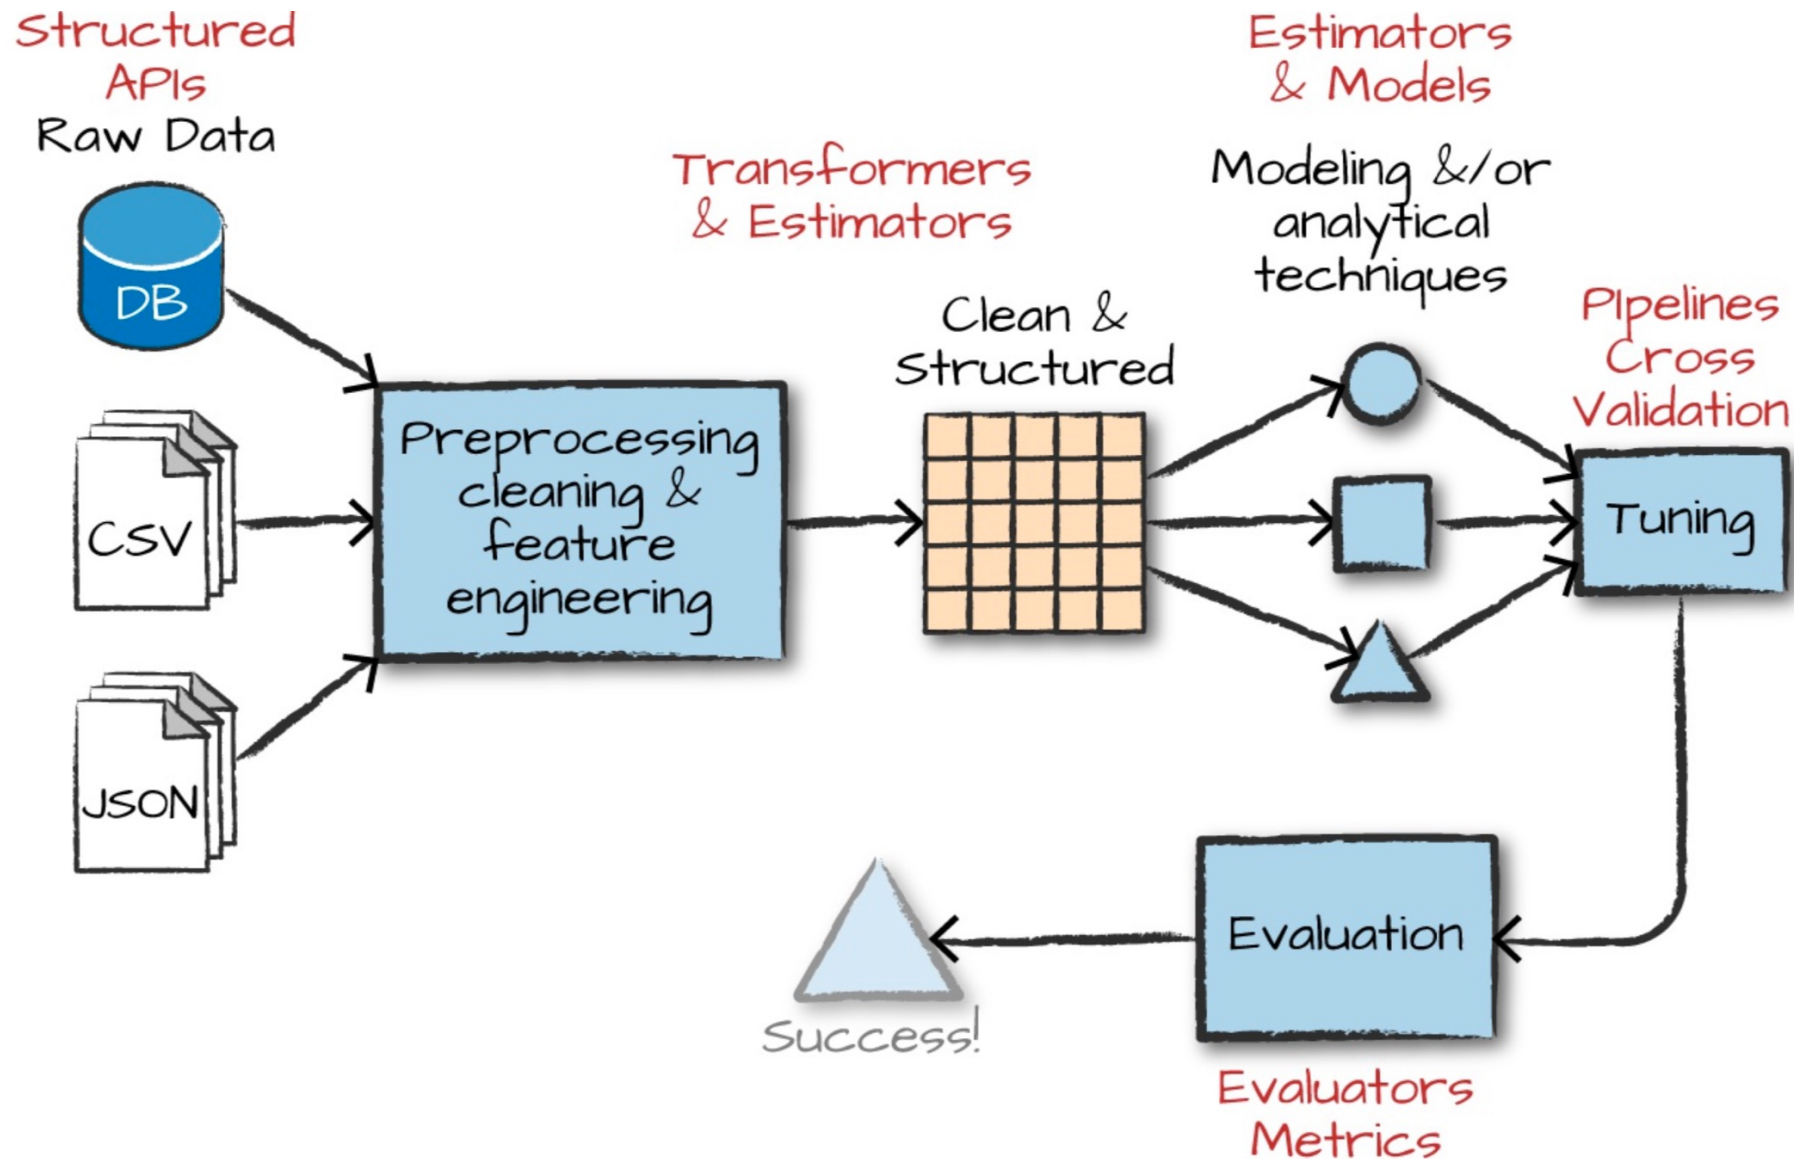 Structured
APIs
Raw Data
DB
CSV
JSON
Preprocessing
cleaning &
feature
engineering
Transformers
& Estimators
Clean &
Structured
Estimators
& Models
Modeling &/or
analytical
techniques
PIpelines
Cross
Validation
Tuning
Evaluation
Evaluators
Metrics
Success!